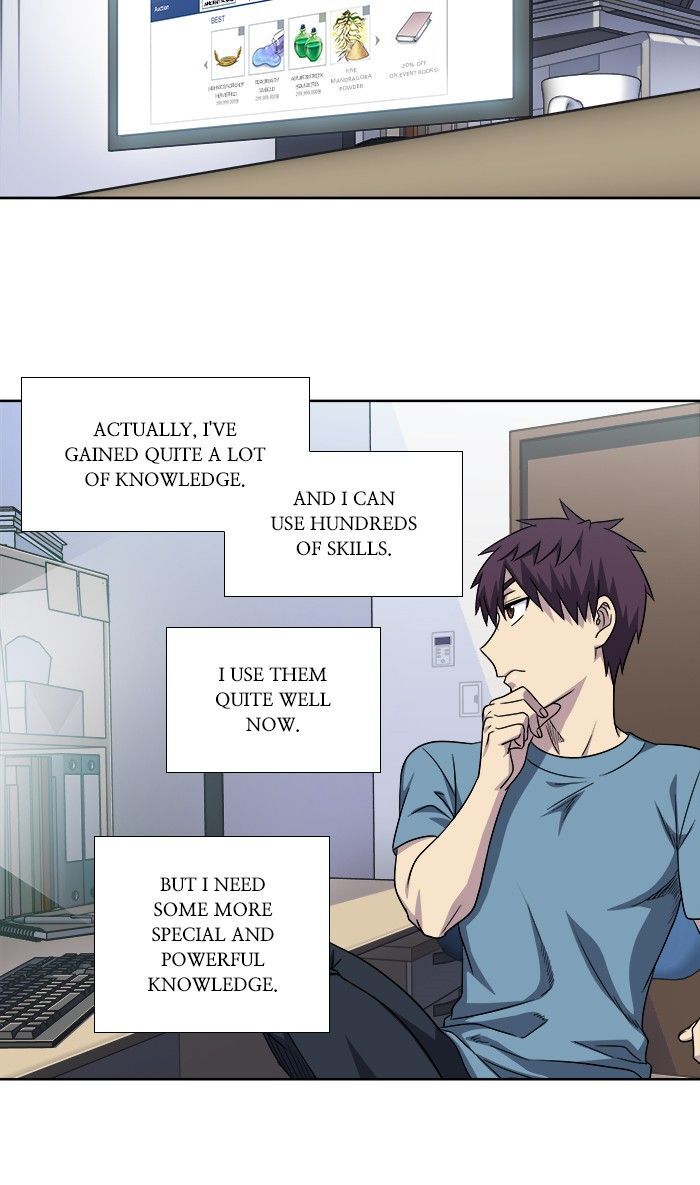 Auction
BEST
FINE
MANDRAGORA
POWDER
20% OFF
ON EVENT BOOKS!
ACTUALLY, I'VE
GAINED QUITE A LOT
OF KNOWLEDGE.
AND I CAN
USE HUNDREDS
OF SKILLS.
I USE THEM
QUITE WELL
NOW.
BUT I NEED
SOME MORE
SPECIAL AND
POWERFUL
KNOWLEDGE.